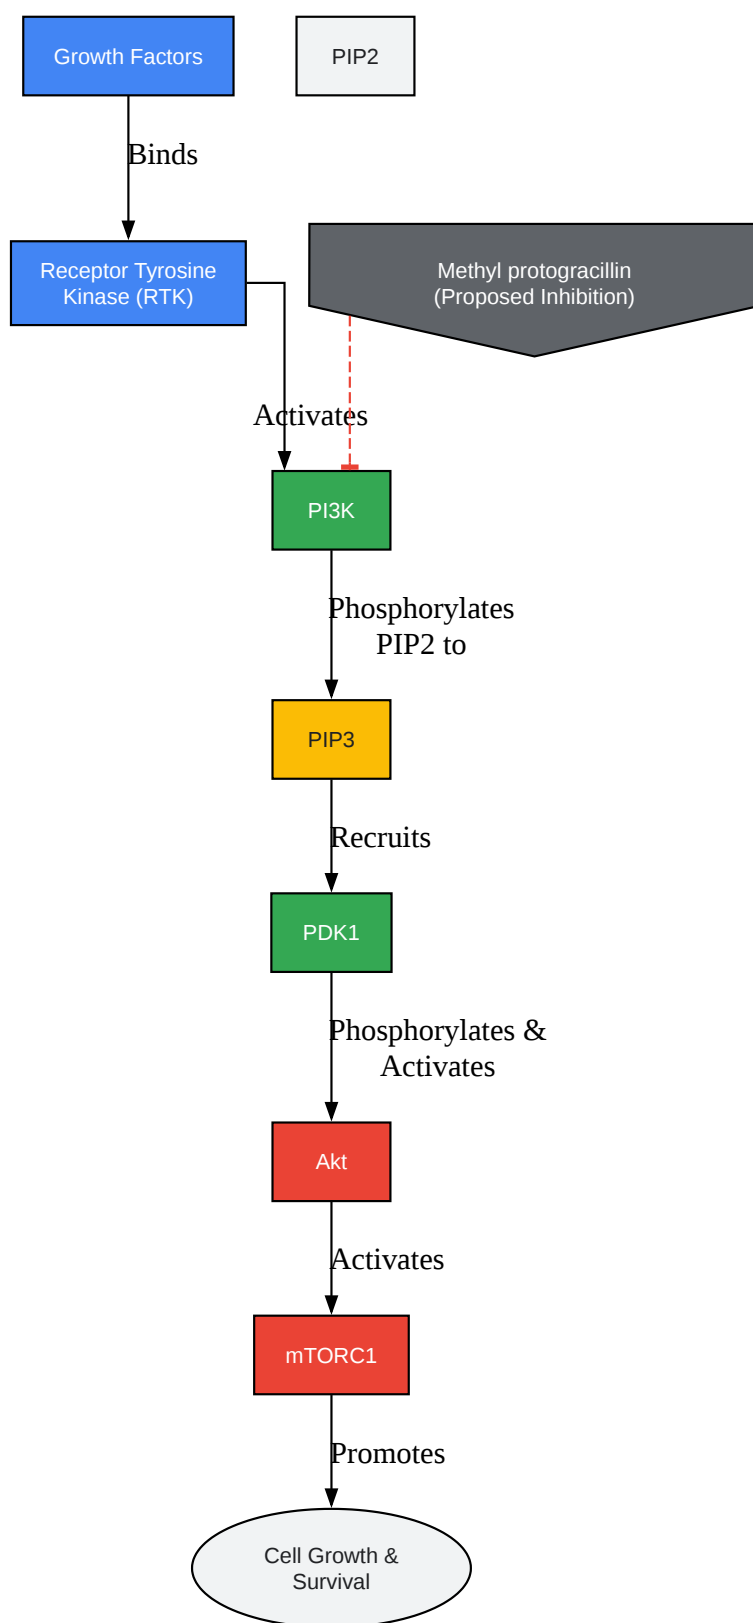 Growth Factors
PIP2
Binds
Receptor Tyrosine
Kinase (RTK)
Methyl protogracillin
(Proposed Inhibition)
Activates
PI3K
Phosphorylates
PIP2 to
PIP3
Recruits
PDK1
Phosphorylates &
Activates
Akt
Activates
mTORC1
Promotes
Cell Growth &
Survival